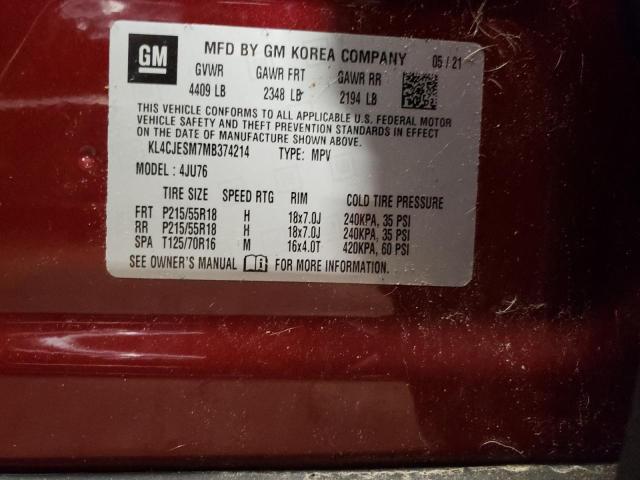 GM
MFD BY GM KOREA COMPANY 05 / 21
GVWR GAWR FRT GAWR RR
4409 LB 2348 LB 2194 LB
THIS VEHICLE CONFORMS TO ALL APPLICABLE U.S. FEDERAL MOTOR
VEHICLE SAFETY AND THEFT PREVENTION STANDARDS IN EFFECT
ON THE DATE OF MANUFACTURE SHOWN ABOVE.
KL4CJESM7MB374214 TYPE: MPV
MODEL : 4JU76
TIRE SIZE SPEED RTG RIM COLD TIRE PRESSURE
FRT P215/55R18 H 18x7.0J 240KPA, 35 PSI
RR P215/55R18 H 18x7.0J 240KPA, 35 PSI
SPA T125/70R16 M 16x4.0T 420KPA, 60 PSI
SEE OWNER'S MANUAL FOR MORE INFORMATION.